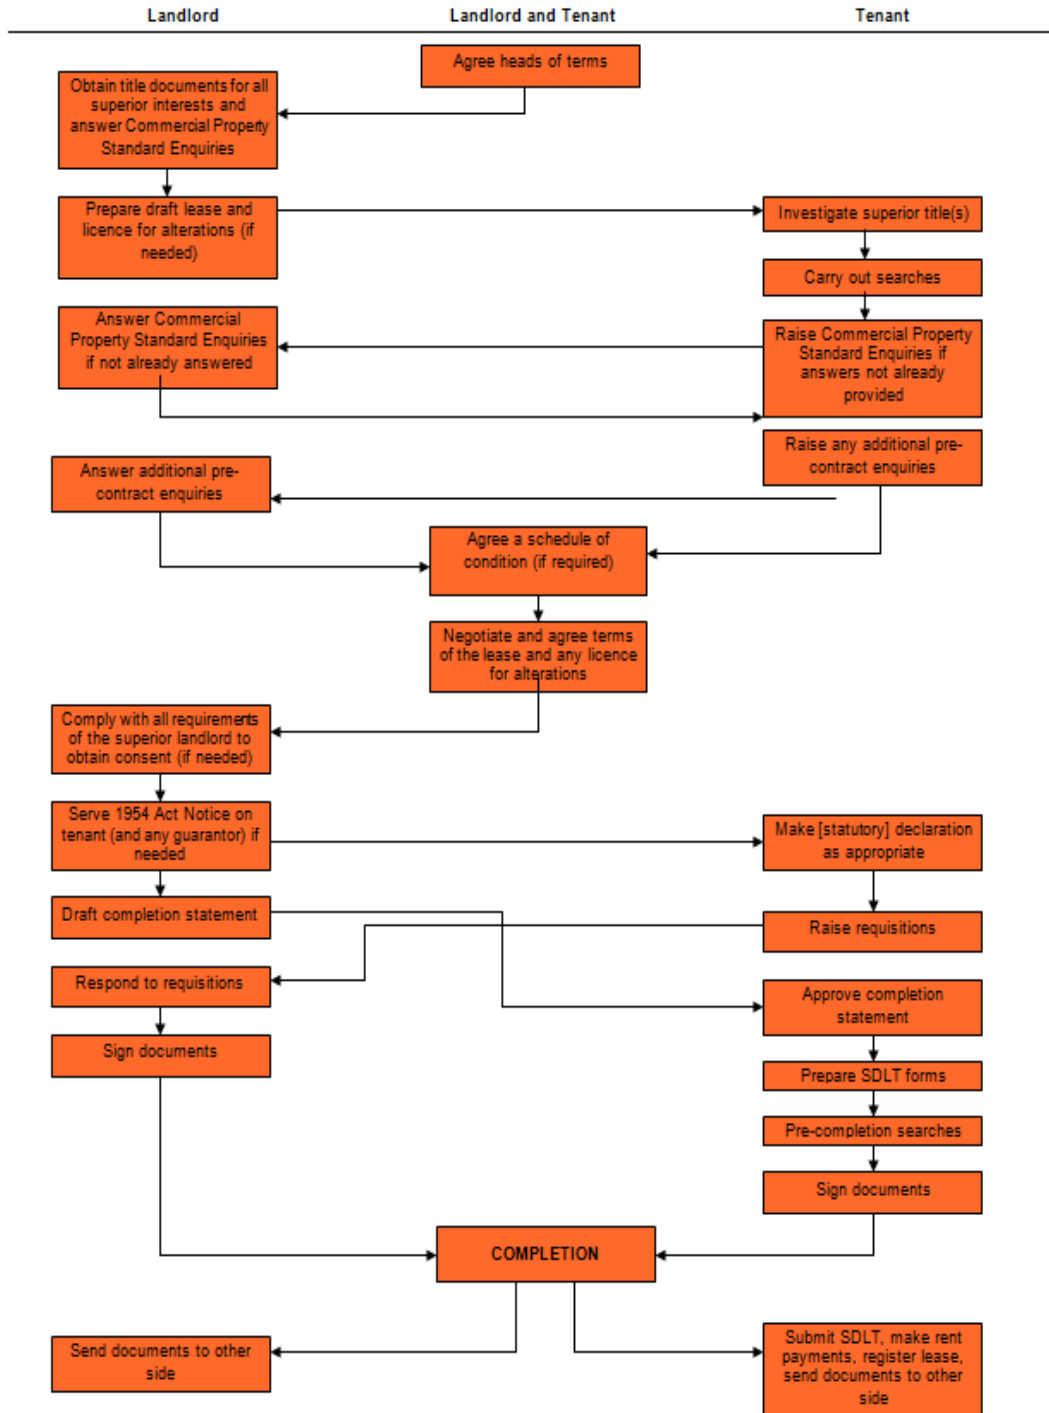 Landlord
Landlord and Tenant
Tenant
Agree heads of terms
Obtain title documents for all
superior interests and
answer Commercial Property
Standard Enquiries
Prepare draft lease and
licence for alterations (if
needed)
Investigate superior title(s)
Carry out searches
Answer Commercial
Property Standard Enquiries
if not already answered
Raise Commercial Property
Standard Enquiries if
answers not already
provided
Raise any additional pre-
contract enquiries
Answer additional pre-
contract enquiries
Agree a schedule of
condition (if required)
Negotiate and agree terms
of the lease and any licence
for alterations
Comply with all requirements
of the superior landlord to
obtain consent (if needed)
Serve 1954 Act Notice on
tenant (and any guarantor) if
needed
Make [statutory] declaration
as appropriate
Draft completion statement
Raise requisitions
Respond to requisitions
Approve completion
statement
Sign documents
Prepare SDLT forms
Pre-completion searches
Sign documents
COMPLETION
Send documents to other
side
Submit SDLT, make rent
payments, register lease,
send documents to other
side